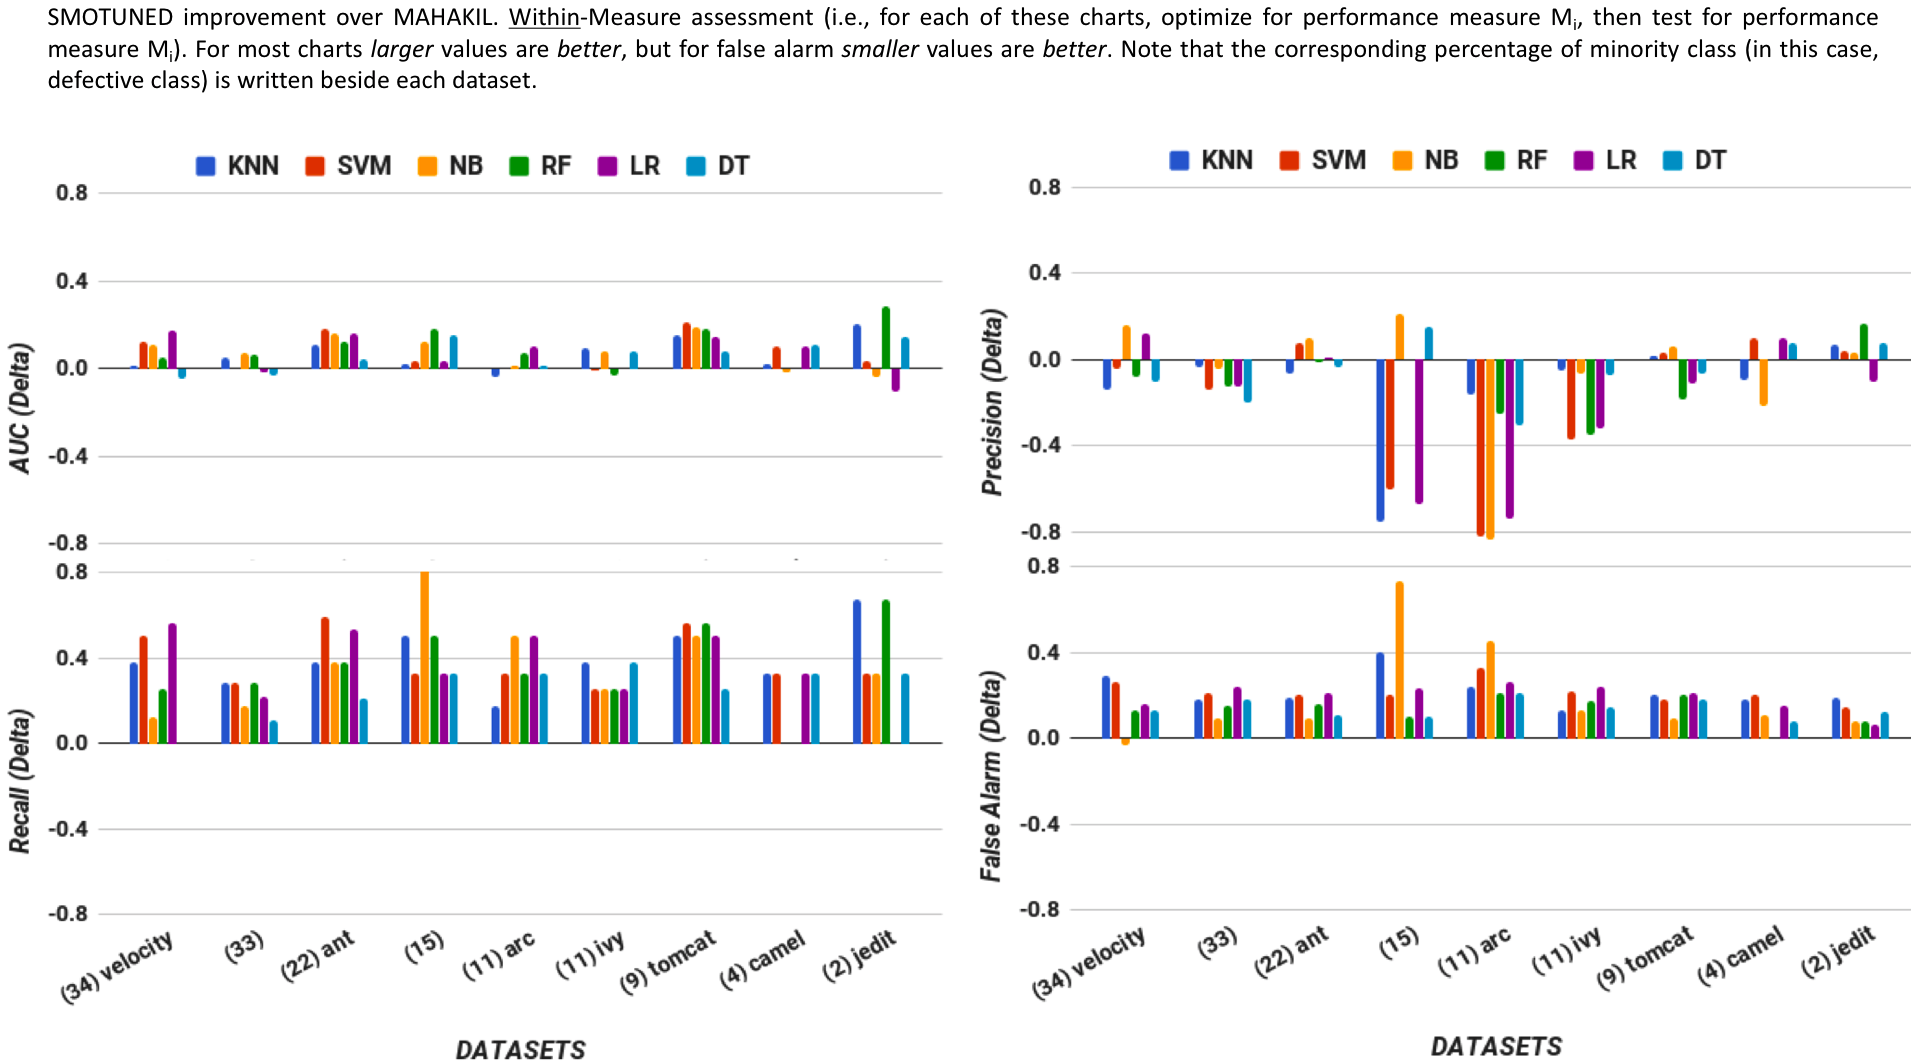 SMOTUNED improvement over MAHAKIL. Within-Measure assessment (i.e., for each of these charts, optimize for performance measure Mi, then test for performance
measure Mi). For most charts larger values are better, but for false alarm smaller values are better. Note that the corresponding percentage of minority class (in this case,
defective class) is written beside each dataset.
KNN SVM NB RF LR DT
0.8
0.4
0.0
-0.4
-0.8
AUC (Delta)
0.8
0.4
0.0
-0.4
-0.8
Recall (Delta)
(34) velocity
(33)
(22) ant
(15)
(11) arc
(11) ivy
(9) tomcat
(4) camel
(2) jedit
DATASETS
KNN SVM NB RF LR DT
0.8
0.4
0.0
-0.4
-0.8
Precision (Delta)
0.8
0.4
0.0
-0.4
-0.8
False Alarm (Delta)
(34) velocity
(33)
(22) ant
(15)
(11) arc
(11) ivy
(9) tomcat
(4) camel
(2) jedit
DATASETS